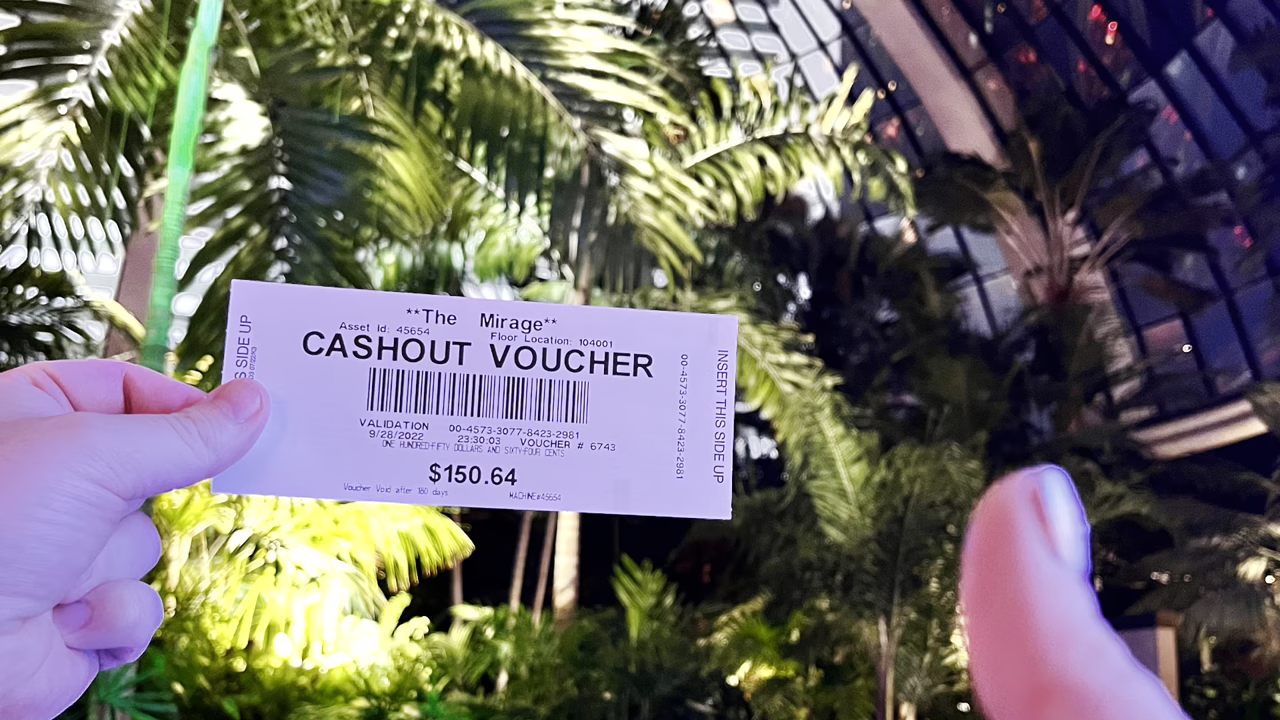 **The Mirage**
Asset Id: 45654 Floor Location: 104001
CASHOUT VOUCHER
VALIDATION 00-4573-3077-8423-2981
9/28/2022 23:30:03 VOUCHER # 6743
ONE HUNDRED-FIFTY DOLLARS AND SIXTY-FOUR CENTS
$150.64
Voucher Void after 180 days MACHINE#45654
S SIDE UP
00-4573-3077-8423-2981
INSERT THIS SIDE UP